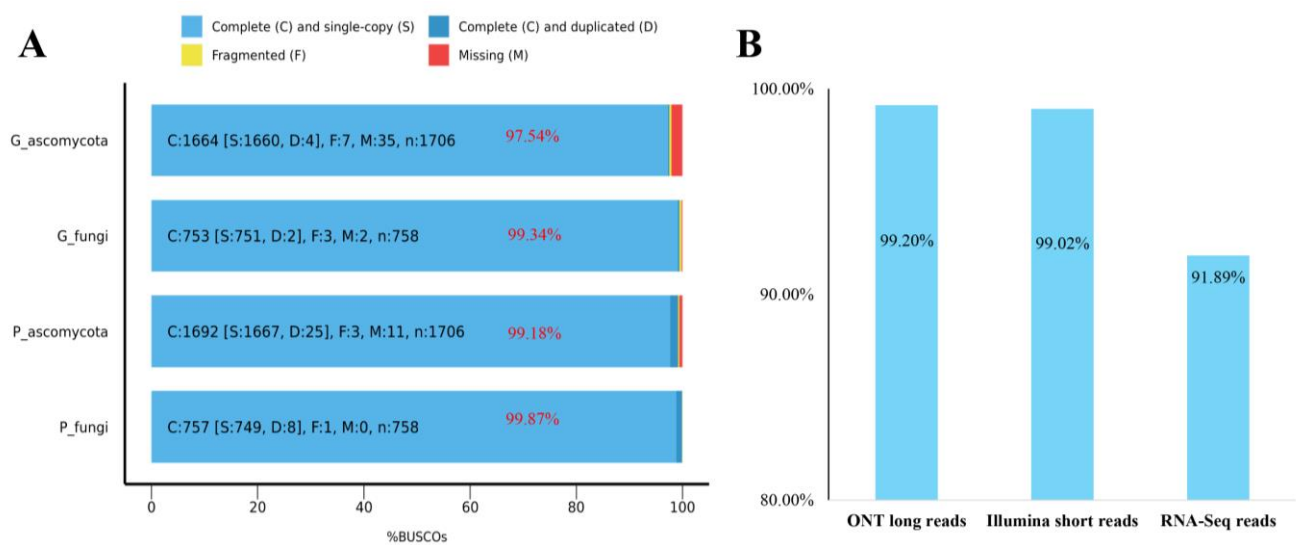 A
Complete (C) and single-copy (S)
Complete (C) and duplicated (D)
Fragmented (F)
Missing (M)
G_ascomycota
C:1664 [S:1660, D:4], F:7, M:35, n:1706
97.54%
G_fungi
C:753 [S:751, D:2], F:3, M:2, n:758
99.34%
P_ascomycota
C:1692 [S:1667, D:25], F:3, M:11, n:1706
99.18%
P_fungi
C:757 [S:749, D:8], F:1, M:0, n:758
99.87%
0
20
40
60
80
100
%BUSCOs
B
100.00%
90.00%
80.00%
99.20%
99.02%
91.89%
ONT long reads
Illumina short reads
RNA-Seq reads